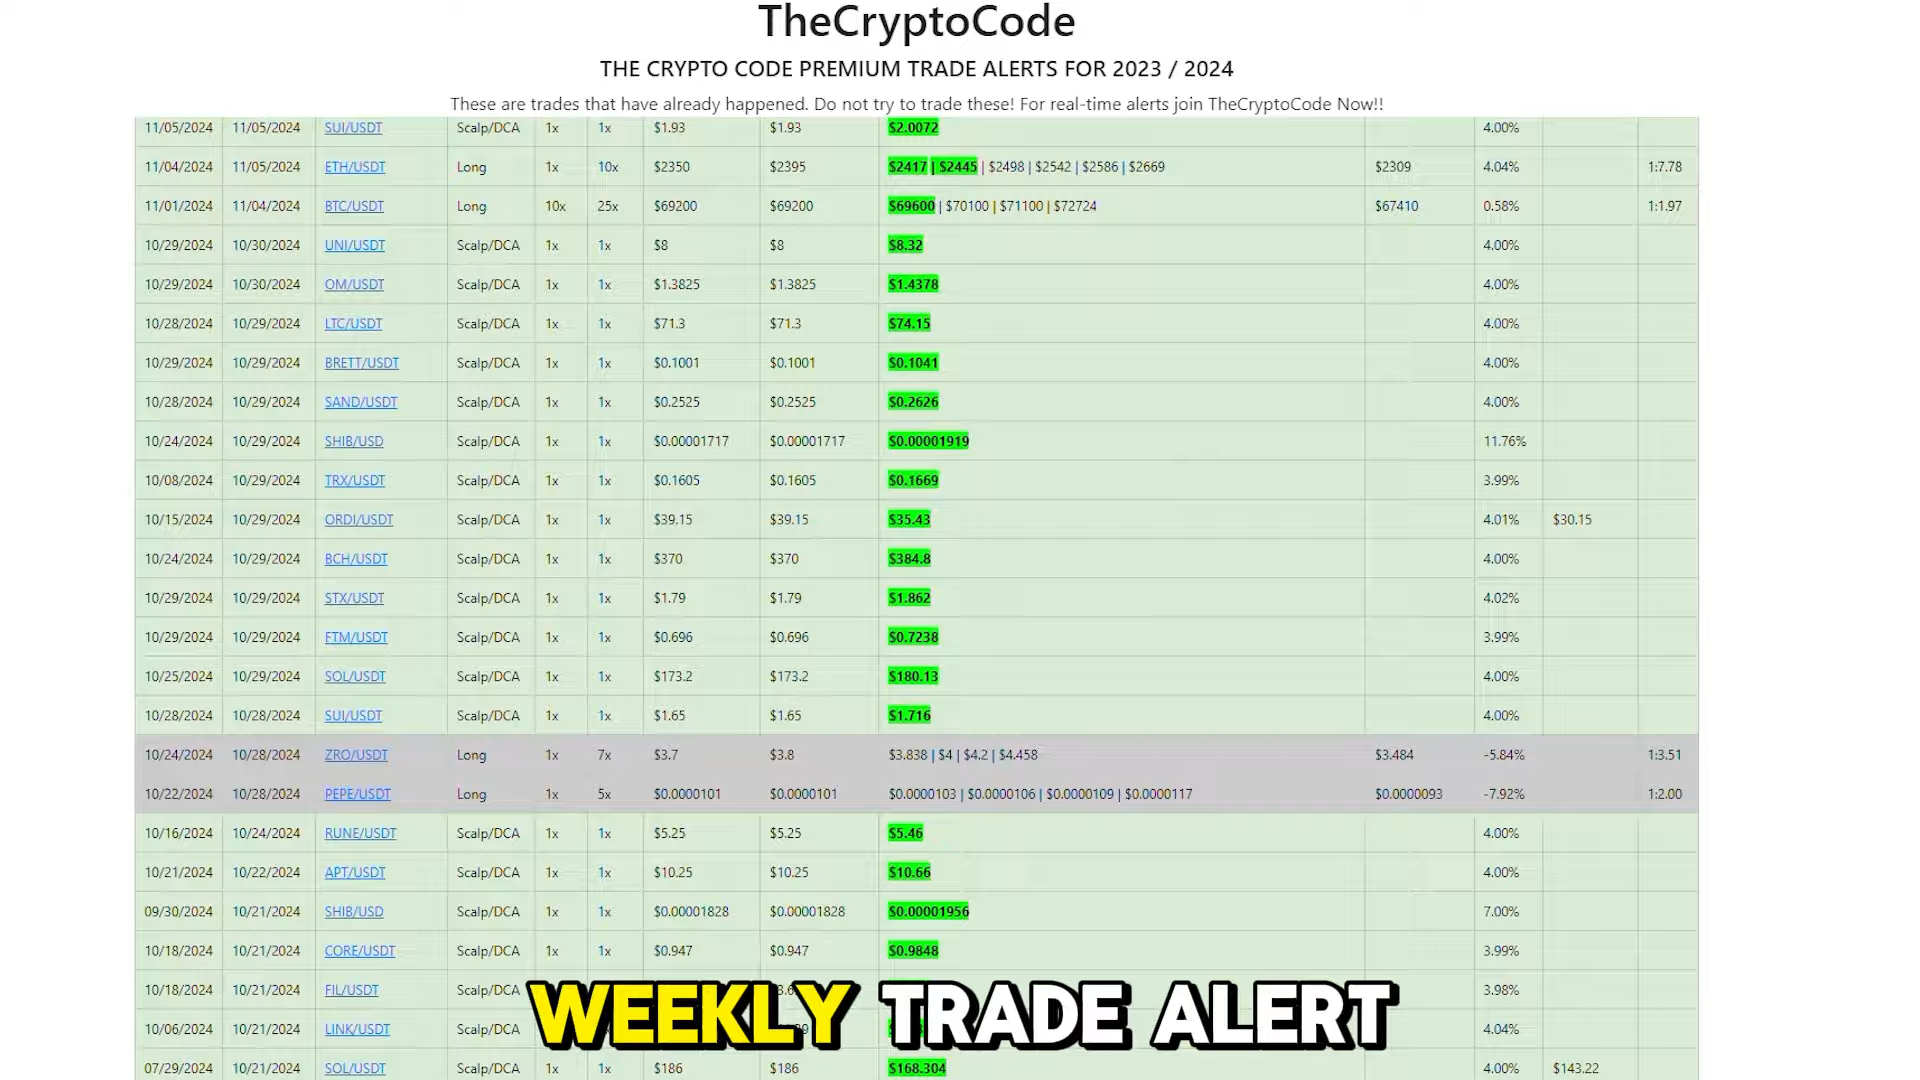 TheCryptoCode
THE CRYPTO CODE PREMIUM TRADE ALERTS FOR 2023 / 2024
These are trades that have already happened. Do not try to trade these! For real-time alerts join TheCryptoCode Now!!
11/05/2024 11/05/2024 SUI/USDT Scalp/DCA 1x 1x $1.93 $1.93 $2.0072 4.00%
11/04/2024 11/05/2024 ETH/USDT Long 1x 10x $2350 $2395 $2417 | $2445 | $2498 | $2542 | $2586 | $2669 $2309 4.04% 1:7.78
11/01/2024 11/04/2024 BTC/USDT Long 10x 25x $69200 $69200 $69600 | $70100 | $71100 | $72724 $67410 0.58% 1:1.97
10/29/2024 10/30/2024 UNI/USDT Scalp/DCA 1x 1x $8 $8 $8.32 4.00%
10/29/2024 10/30/2024 OM/USDT Scalp/DCA 1x 1x $1.3825 $1.3825 $1.4378 4.00%
10/28/2024 10/29/2024 LTC/USDT Scalp/DCA 1x 1x $71.3 $71.3 $74.15 4.00%
10/29/2024 10/29/2024 BRETT/USDT Scalp/DCA 1x 1x $0.1001 $0.1001 $0.1041 4.00%
10/28/2024 10/29/2024 SAND/USDT Scalp/DCA 1x 1x $0.2525 $0.2525 $0.2626 4.00%
10/24/2024 10/29/2024 SHIB/USD Scalp/DCA 1x 1x $0.00001717 $0.00001717 $0.00001919 11.76%
10/08/2024 10/29/2024 TRX/USDT Scalp/DCA 1x 1x $0.1605 $0.1605 $0.1669 3.99%
10/15/2024 10/29/2024 ORDI/USDT Scalp/DCA 1x 1x $39.15 $39.15 $35.43 4.01% $30.15
10/24/2024 10/29/2024 BCH/USDT Scalp/DCA 1x 1x $370 $370 $384.8 4.00%
10/29/2024 10/29/2024 STX/USDT Scalp/DCA 1x 1x $1.79 $1.79 $1.862 4.02%
10/29/2024 10/29/2024 FTM/USDT Scalp/DCA 1x 1x $0.696 $0.696 $0.7238 3.99%
10/25/2024 10/29/2024 SOL/USDT Scalp/DCA 1x 1x $173.2 $173.2 $180.13 4.00%
10/28/2024 10/28/2024 SUI/USDT Scalp/DCA 1x 1x $1.65 $1.65 $1.716 4.00%
10/24/2024 10/28/2024 ZRO/USDT Long 1x 7x $3.7 $3.8 $3.838 | $4 | $4.2 | $4.458 $3.484 -5.84% 1:3.51
10/22/2024 10/28/2024 PEPE/USDT Long 1x 5x $0.0000101 $0.0000101 $0.0000103 | $0.0000106 | $0.0000109 | $0.0000117 $0.0000093 -7.92% 1:2.00
10/16/2024 10/24/2024 RUNE/USDT Scalp/DCA 1x 1x $5.25 $5.25 $5.46 4.00%
10/21/2024 10/22/2024 APT/USDT Scalp/DCA 1x 1x $10.25 $10.25 $10.66 4.00%
09/30/2024 10/21/2024 SHIB/USD Scalp/DCA 1x 1x $0.00001828 $0.00001828 $0.00001956 7.00%
10/18/2024 10/21/2024 CORE/USDT Scalp/DCA 1x 1x $0.947 $0.947 $0.9848 3.99%
10/18/2024 10/21/2024 FIL/USDT Scalp/DCA 3.98%
10/06/2024 10/21/2024 LINK/USDT Scalp/DCA 4.04%
WEEKLY TRADE ALERT
07/29/2024 10/21/2024 SOL/USDT Scalp/DCA 1x 1x $186 $186 $168.304 4.00% $143.22